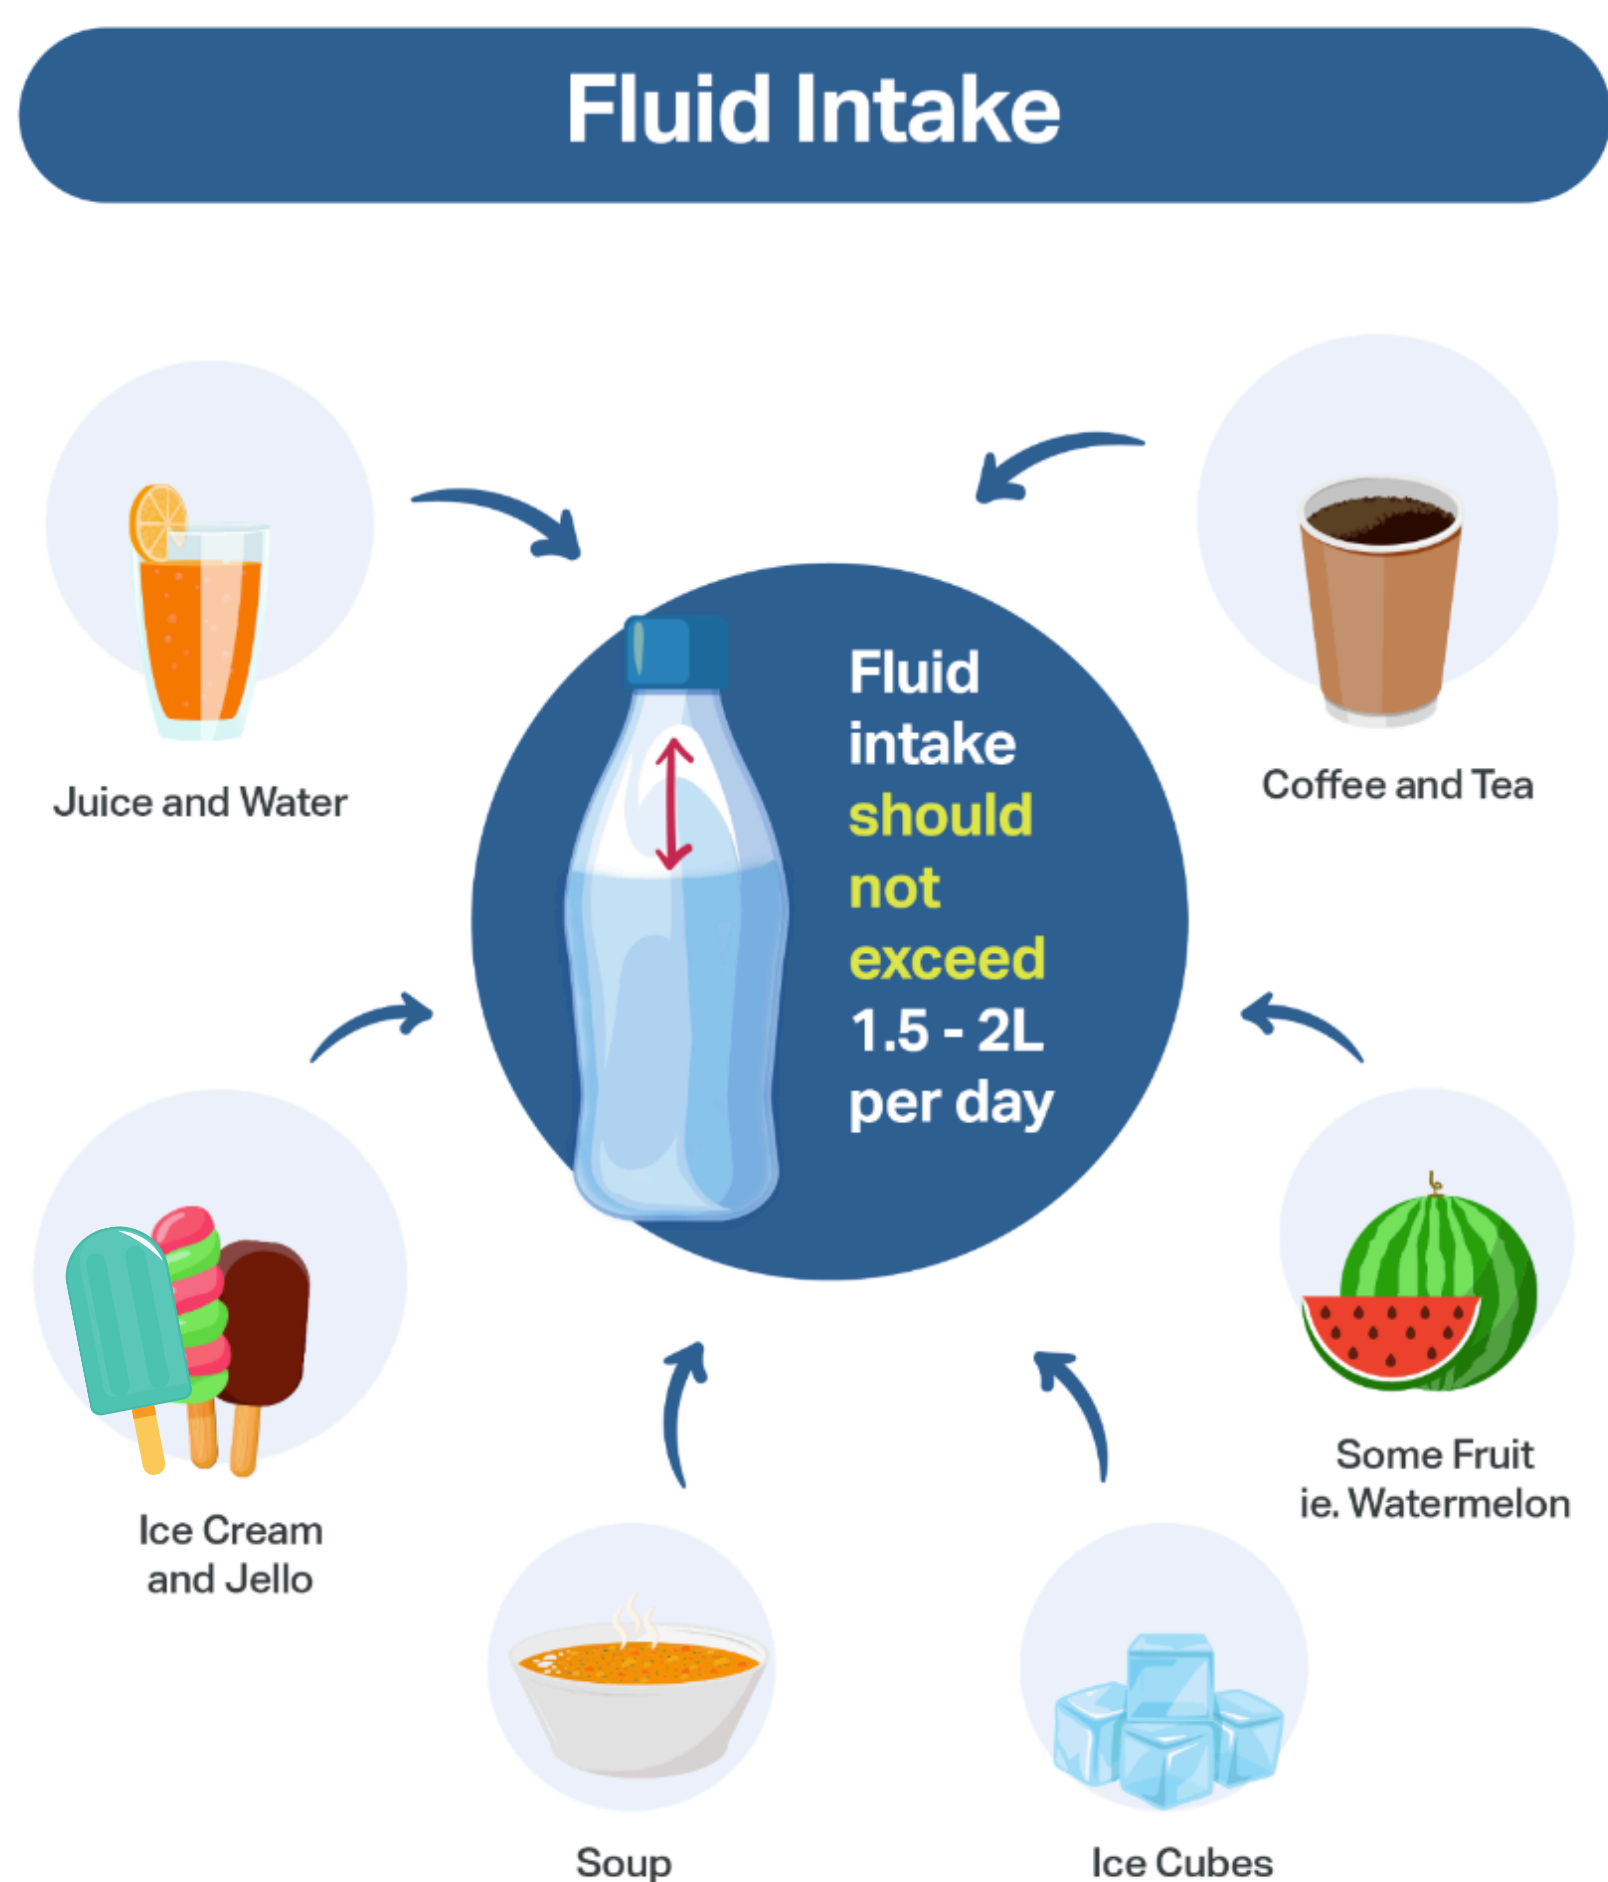 Fluid Intake
Juice and Water
Coffee and Tea
Fluid
intake
should
not
exceed
1.5 - 2L
per day
Ice Cream
and Jello
Some Fruit
ie. Watermelon
Soup
Ice Cubes